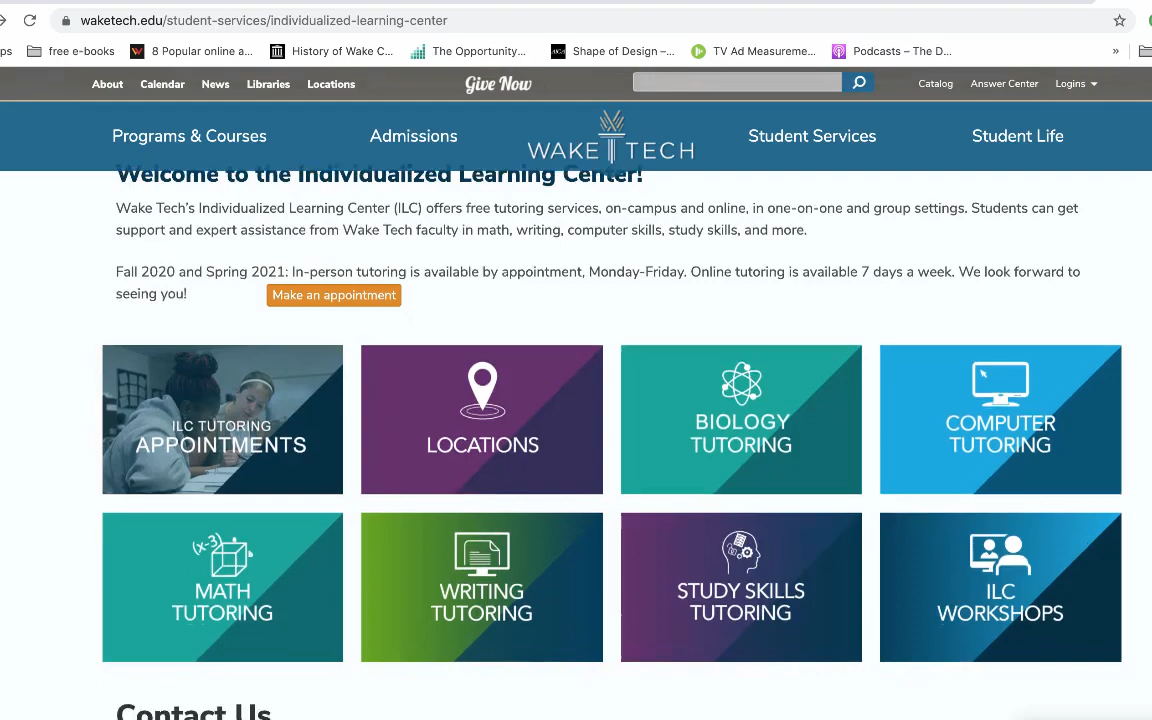 waketech.edu/student-services/individualized-learning-center
ps free e-books 8 Popular online a... History of Wake C... The Opportunity... Shape of Design –... TV Ad Measureme... Podcasts – The D... »
About Calendar News Libraries Locations Give Now Catalog Answer Center Logins
Programs & Courses Admissions WAKE TECH Student Services Student Life
Welcome to the Individualized Learning Center!
Wake Tech's Individualized Learning Center (ILC) offers free tutoring services, on-campus and online, in one-on-one and group settings. Students can get
support and expert assistance from Wake Tech faculty in math, writing, computer skills, study skills, and more.
Fall 2020 and Spring 2021: In-person tutoring is available by appointment, Monday-Friday. Online tutoring is available 7 days a week. We look forward to
seeing you! Make an appointment
ILC TUTORING
APPOINTMENTS
LOCATIONS
BIOLOGY
TUTORING
COMPUTER
TUTORING
(x-3)
MATH
TUTORING
WRITING
TUTORING
STUDY SKILLS
TUTORING
ILC
WORKSHOPS
Contact Us